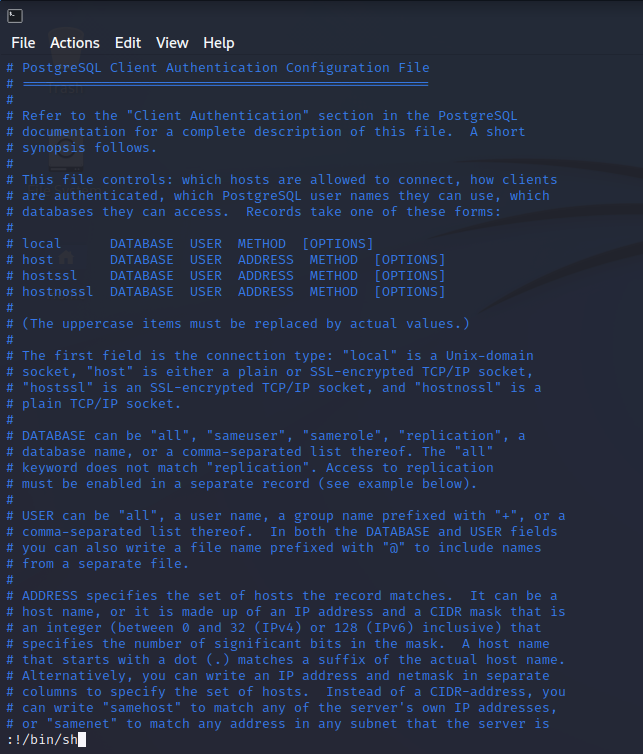 File Actions Edit View Help
# PostgreSQL Client Authentication Configuration File
# ===================================================
#
# Refer to the "Client Authentication" section in the PostgreSQL
# documentation for a complete description of this file.  A short
# synopsis follows.
#
# This file controls: which hosts are allowed to connect, how clients
# are authenticated, which PostgreSQL user names they can use, which
# databases they can access.  Records take one of these forms:
#
# local      DATABASE  USER  METHOD  [OPTIONS]
# host       DATABASE  USER  ADDRESS  METHOD  [OPTIONS]
# hostssl    DATABASE  USER  ADDRESS  METHOD  [OPTIONS]
# hostnossl  DATABASE  USER  ADDRESS  METHOD  [OPTIONS]
#
# (The uppercase items must be replaced by actual values.)
#
# The first field is the connection type: "local" is a Unix-domain
# socket, "host" is either a plain or SSL-encrypted TCP/IP socket,
# "hostssl" is an SSL-encrypted TCP/IP socket, and "hostnossl" is a
# plain TCP/IP socket.
#
# DATABASE can be "all", "sameuser", "samerole", "replication", a
# database name, or a comma-separated list thereof. The "all"
# keyword does not match "replication". Access to replication
# must be enabled in a separate record (see example below).
#
# USER can be "all", a user name, a group name prefixed with "+", or a
# comma-separated list thereof.  In both the DATABASE and USER fields
# you can also write a file name prefixed with "@" to include names
# from a separate file.
#
# ADDRESS specifies the set of hosts the record matches.  It can be a
# host name, or it is made up of an IP address and a CIDR mask that is
# an integer (between 0 and 32 (IPv4) or 128 (IPv6) inclusive) that
# specifies the number of significant bits in the mask.  A host name
# that starts with a dot (.) matches a suffix of the actual host name.
# Alternatively, you can write an IP address and netmask in separate
# columns to specify the set of hosts.  Instead of a CIDR-address, you
# can write "samehost" to match any of the server's own IP addresses,
# or "samenet" to match any address in any subnet that the server is
:!/bin/sh